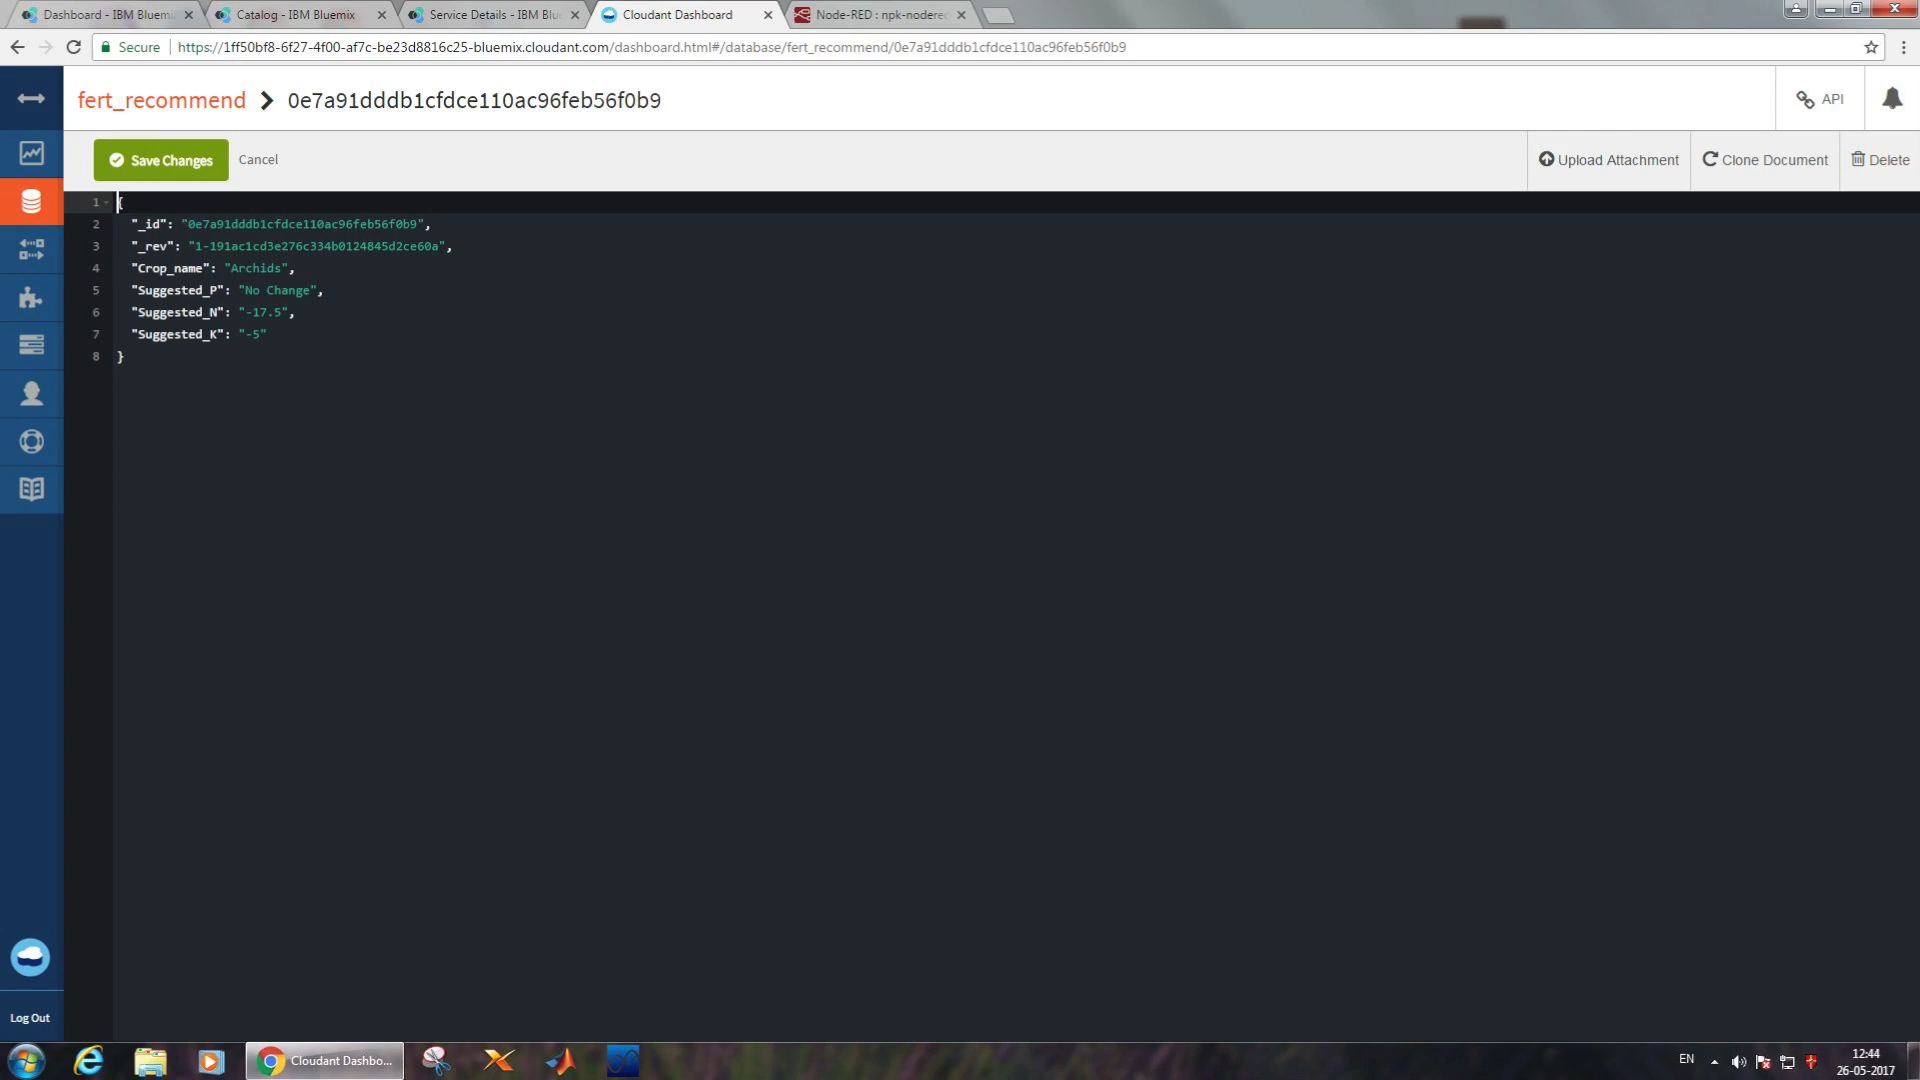 Dashboard - IBM Bluemi
Catalog - IBM Bluemix
Service Details - IBM Blu
Cloudant Dashboard
Node-RED : npk-nodered
Secure
https://1ff50bf8-6f27-4f00-af7c-be23d8816c25-bluemix.cloudant.com/dashboard.html#/database/fert_recommend/0e7a91dddb1cfdce110ac96feb56f0b9
fert_recommend > 0e7a91dddb1cfdce110ac96feb56f0b9
API
Save Changes
Cancel
Upload Attachment
Clone Document
Delete
1 {
2 "_id": "0e7a91dddb1cfdce110ac96feb56f0b9",
3 "_rev": "1-191ac1cd3e276c334b0124845d2ce60a",
4 "Crop_name": "Archids",
5 "Suggested_P": "No Change",
6 "Suggested_N": "-17.5",
7 "Suggested_K": "-5"
8 }
Log Out
Cloudant Dashbo...
EN
12:44
26-05-2017